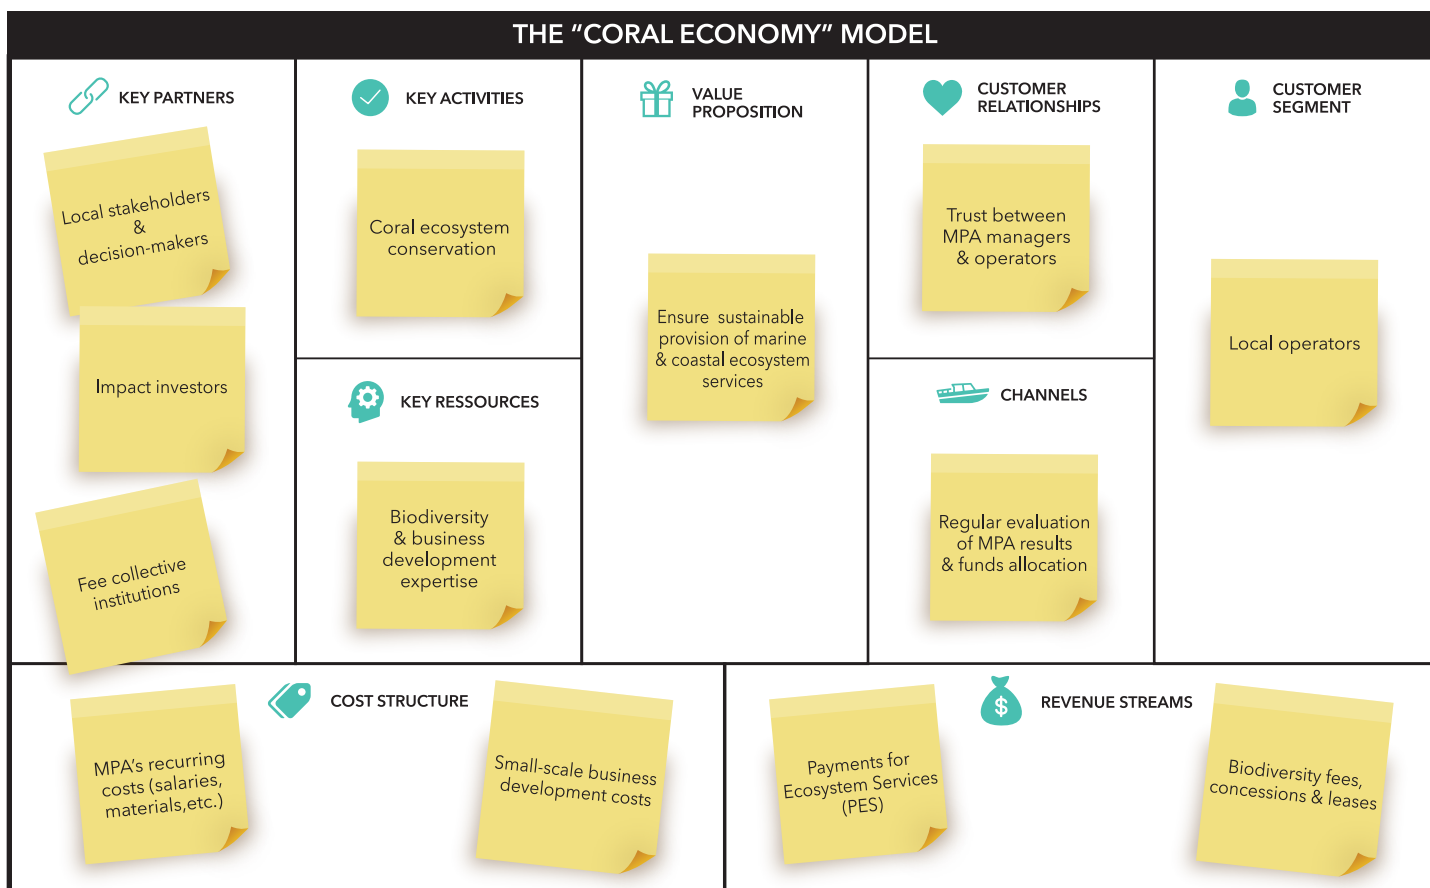 THE “CORAL ECONOMY” MODEL
KEY PARTNERS
Local stakeholders
&
decision-makers
Impact investors
Fee collective
institutions
KEY ACTIVITIES
Coral ecosystem
conservation
KEY RESSOURCES
Biodiversity
& business
development
expertise
VALUE
PROPOSITION
Ensure sustainable
provision of marine
& coastal ecosystem
services
CUSTOMER
RELATIONSHIPS
Trust between
MPA managers
& operators
CHANNELS
Regular evaluation
of MPA results
& funds allocation
CUSTOMER
SEGMENT
Local operators
COST STRUCTURE
MPA’s recurring
costs (salaries,
materials,etc.)
Small-scale business
development costs
REVENUE STREAMS
$
Payments for
Ecosystem Services
(PES)
Biodiversity fees,
concessions & leases